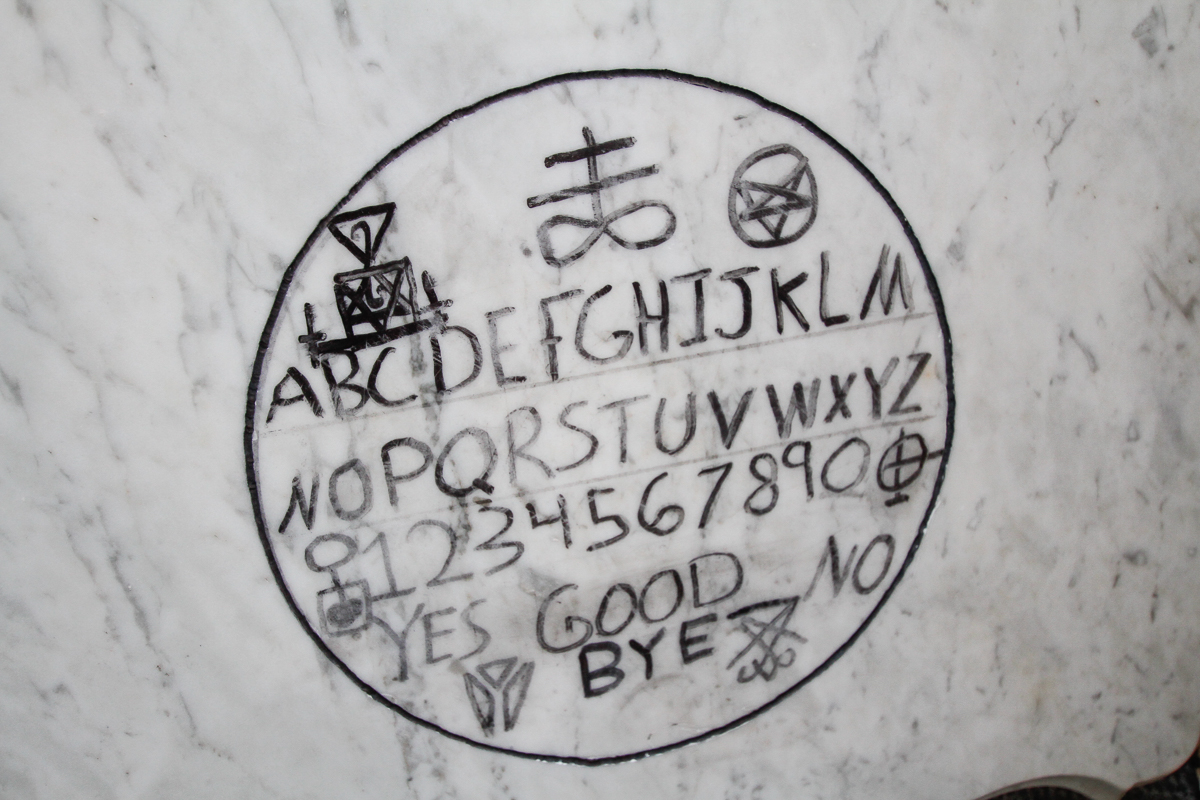 ABCDEFGHIJKLM
NOPQRSTUVWXYZ
1234567890
YES GOOD NO
BYE